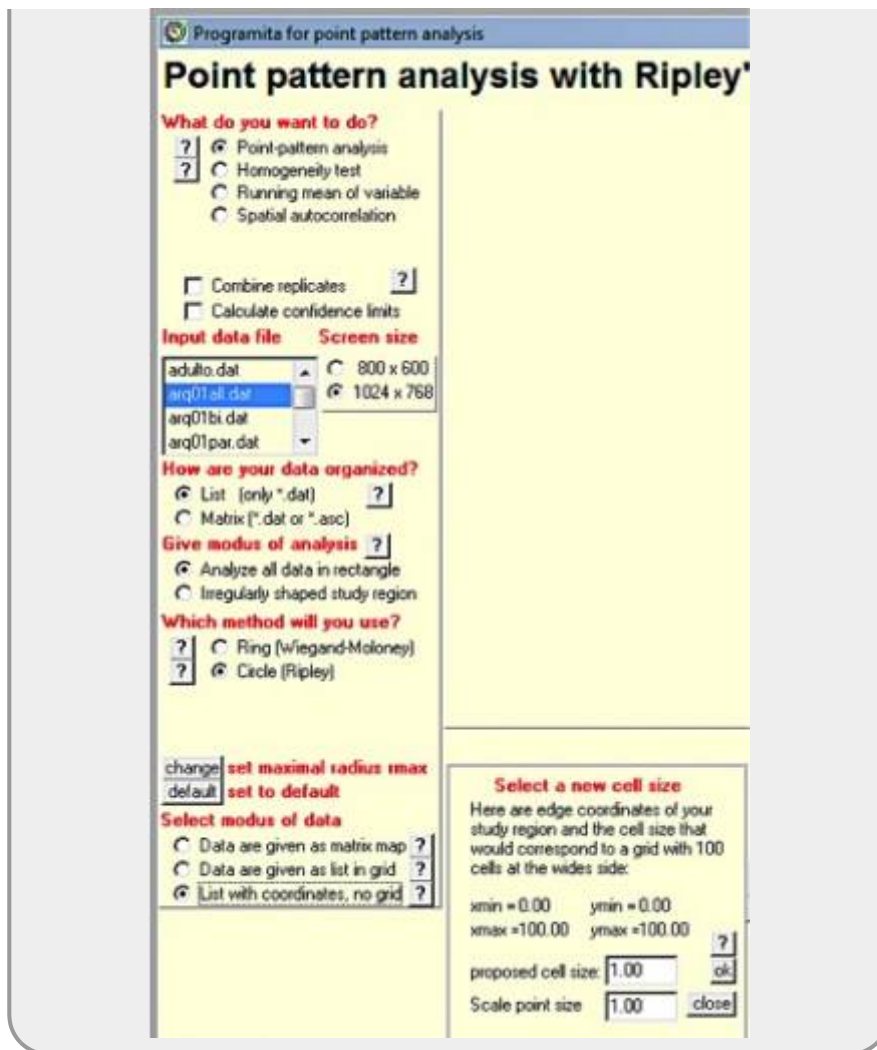 Programita for point pattern analysis
Point pattern analysis with Ripley'
What do you want to do?
? Point-pattern analysis
? Homogeneity test
Running mean of variable
Spatial autocorrelation
Combine replicates ?
Calculate confidence limits
Input data file Screen size
adulto.dat 800 x 600
arq01all.dat 1024 x 768
arq01bi.dat
arq01par.dat
How are your data organized?
List (only *.dat) ?
Matrix (*.dat or *.asc)
Give modus of analysis ?
Analyze all data in rectangle
Irregularly shaped study region
Which method will you use?
? Ring (Wiegand-Moloney)
? Circle (Ripley)
change set maximal radius rmax
default set to default
Select modus of data
Data are given as matrix map ?
Data are given as list in grid ?
List with coordinates, no grid ?
Select a new cell size
Here are edge coordinates of your
study region and the cell size that
would correspond to a grid with 100
cells at the wides side:
xmin = 0.00 ymin = 0.00
xmax =100.00 ymax =100.00
?
proposed cell size: 1.00 ok
Scale point size 1.00 close